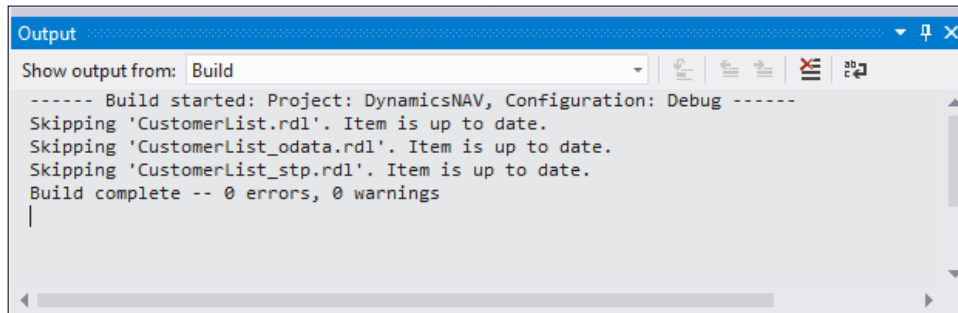 Output
Show output from: Build
------ Build started: Project: DynamicsNAV, Configuration: Debug ------
Skipping 'CustomerList.rdl'. Item is up to date.
Skipping 'CustomerList_odata.rdl'. Item is up to date.
Skipping 'CustomerList_stp.rdl'. Item is up to date.
Build complete -- 0 errors, 0 warnings